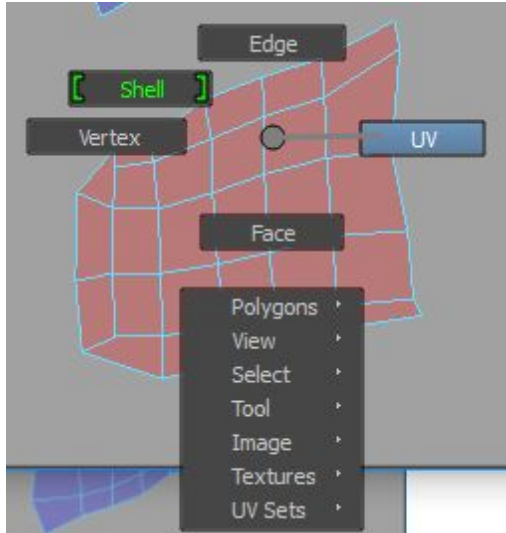 Edge
[ Shell ]
Vertex
UV
Face
Polygons
View
Select
Tool
Image
Textures
UV Sets